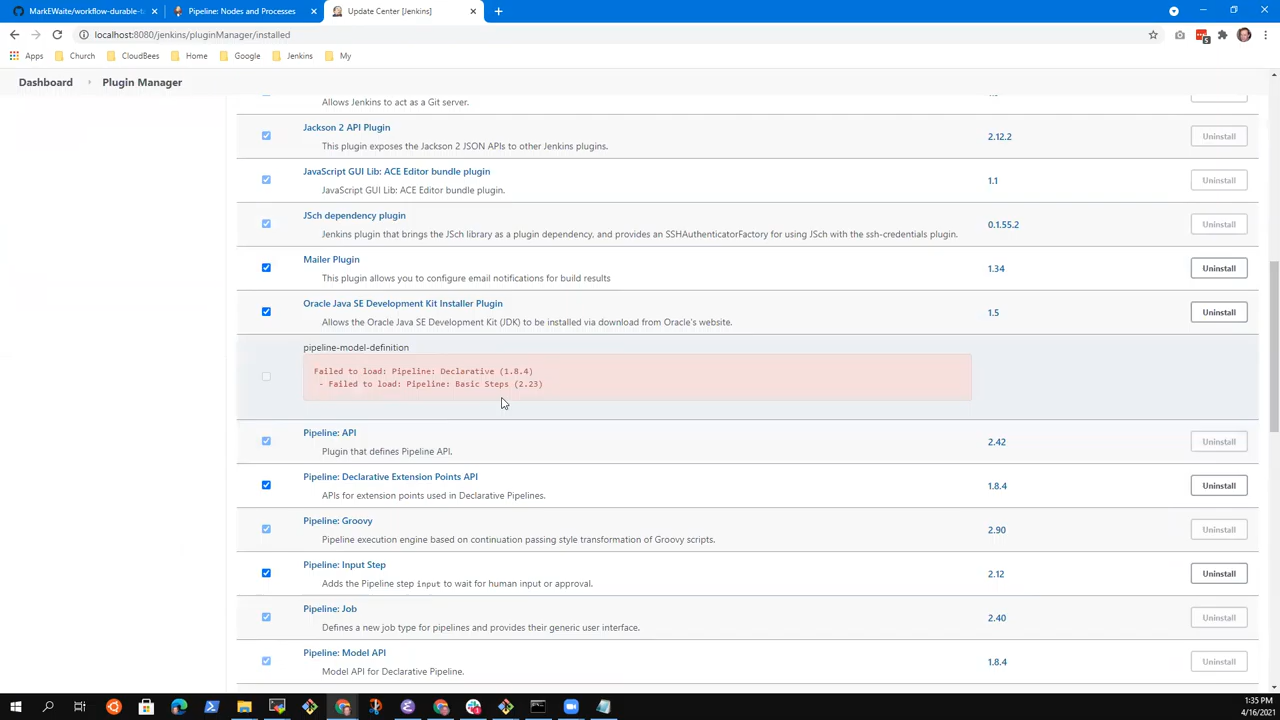 MarkEWaite/workflow-durable-ta
Pipeline: Nodes and Processes
Update Center [Jenkins]
localhost:8080/jenkins/pluginManager/installed
5
Apps
Church
CloudBees
Home
Google
Jenkins
My
Dashboard
Plugin Manager
Allows Jenkins to act as a Git server.
Jackson 2 API Plugin
This plugin exposes the Jackson 2 JSON APIs to other Jenkins plugins.
2.12.2
Uninstall
JavaScript GUI Lib: ACE Editor bundle plugin
JavaScript GUI Lib: ACE Editor bundle plugin.
1.1
Uninstall
JSch dependency plugin
Jenkins plugin that brings the JSch library as a plugin dependency, and provides an SSHAuthenticatorFactory for using JSch with the ssh-credentials plugin.
0.1.55.2
Uninstall
Mailer Plugin
This plugin allows you to configure email notifications for build results
1.34
Uninstall
Oracle Java SE Development Kit Installer Plugin
Allows the Oracle Java SE Development Kit (JDK) to be installed via download from Oracle's website.
1.5
Uninstall
pipeline-model-definition
Failed to load: Pipeline: Declarative (1.8.4)
- Failed to load: Pipeline: Basic Steps (2.23)
Pipeline: API
Plugin that defines Pipeline API.
2.42
Uninstall
Pipeline: Declarative Extension Points API
APIs for extension points used in Declarative Pipelines.
1.8.4
Uninstall
Pipeline: Groovy
Pipeline execution engine based on continuation passing style transformation of Groovy scripts.
2.90
Uninstall
Pipeline: Input Step
Adds the Pipeline step input to wait for human input or approval.
2.12
Uninstall
Pipeline: Job
Defines a new job type for pipelines and provides their generic user interface.
2.40
Uninstall
Pipeline: Model API
Model API for Declarative Pipeline.
1.8.4
Uninstall
1:35 PM
4/16/2021